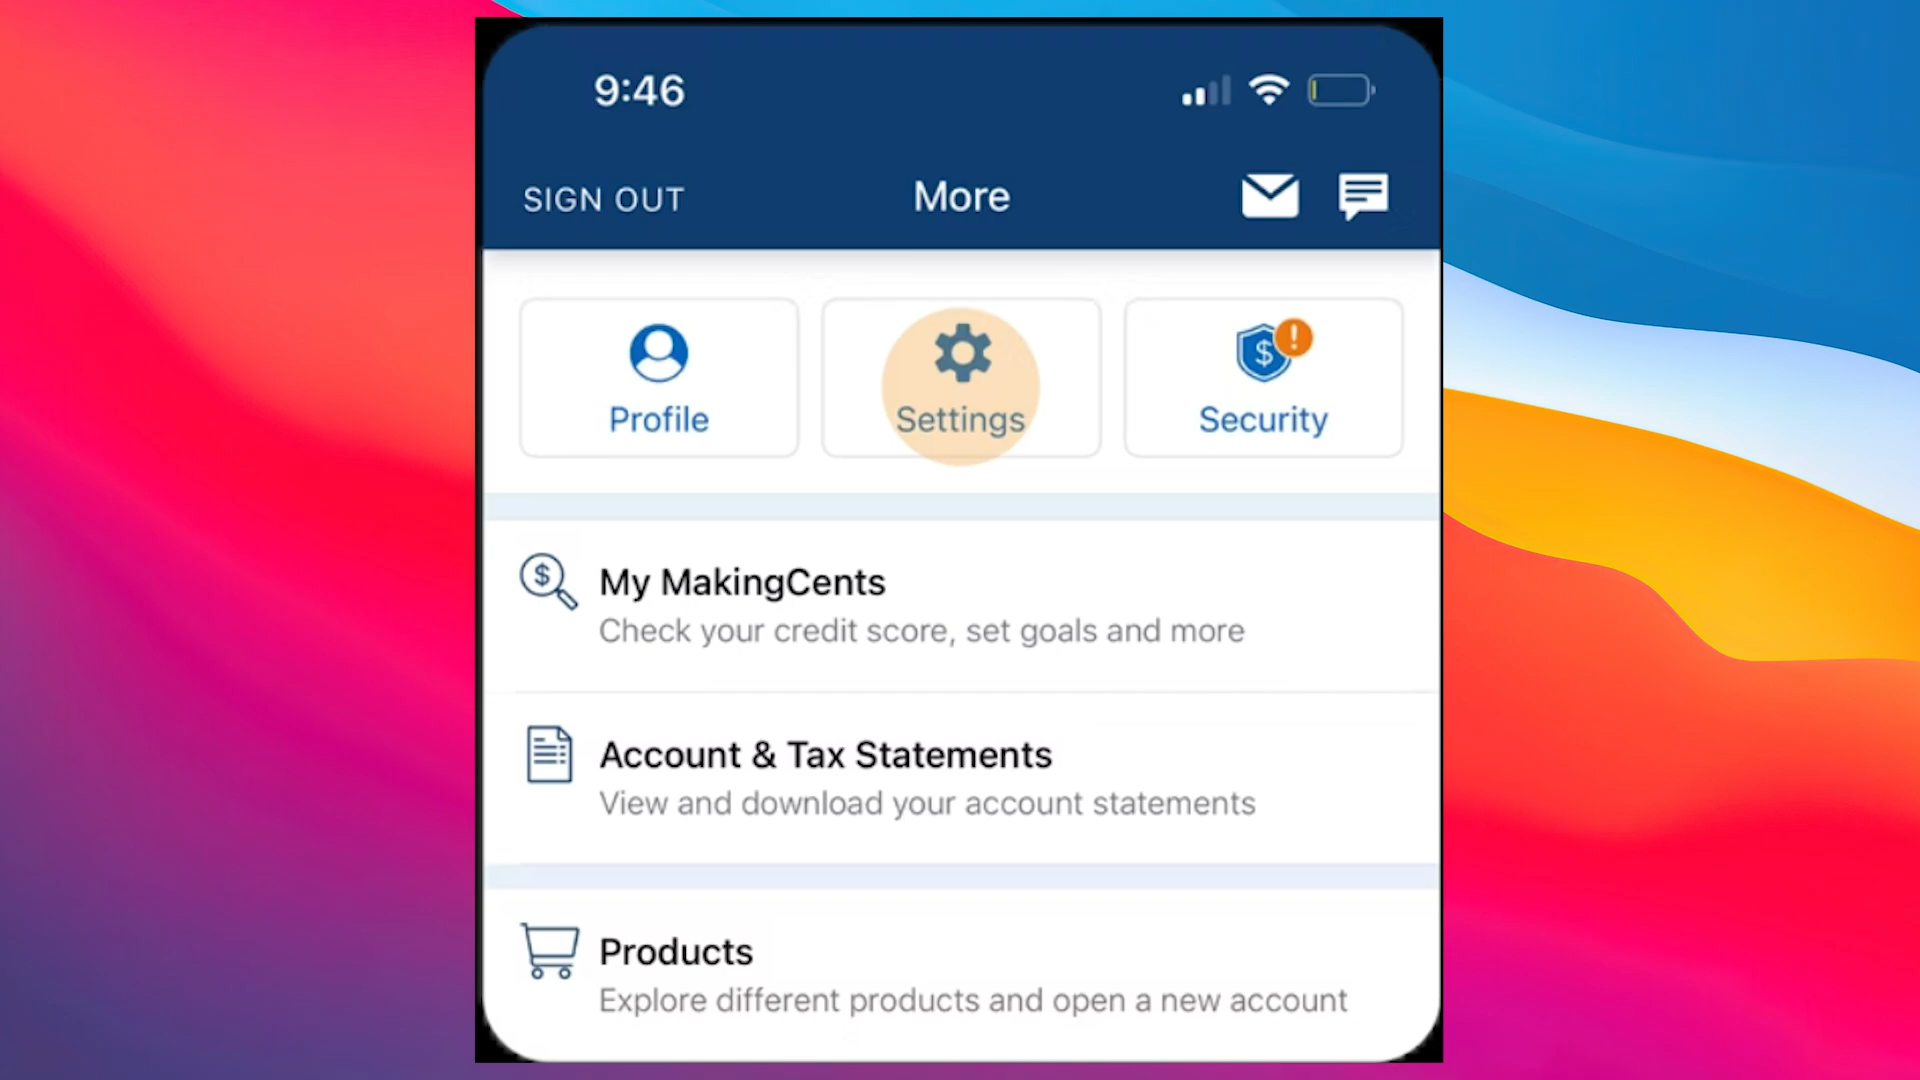 9:46
SIGN OUT
More
Profile
Settings
$
!
Security
$
My MakingCents
Check your credit score, set goals and more
Account & Tax Statements
View and download your account statements
Products
Explore different products and open a new account